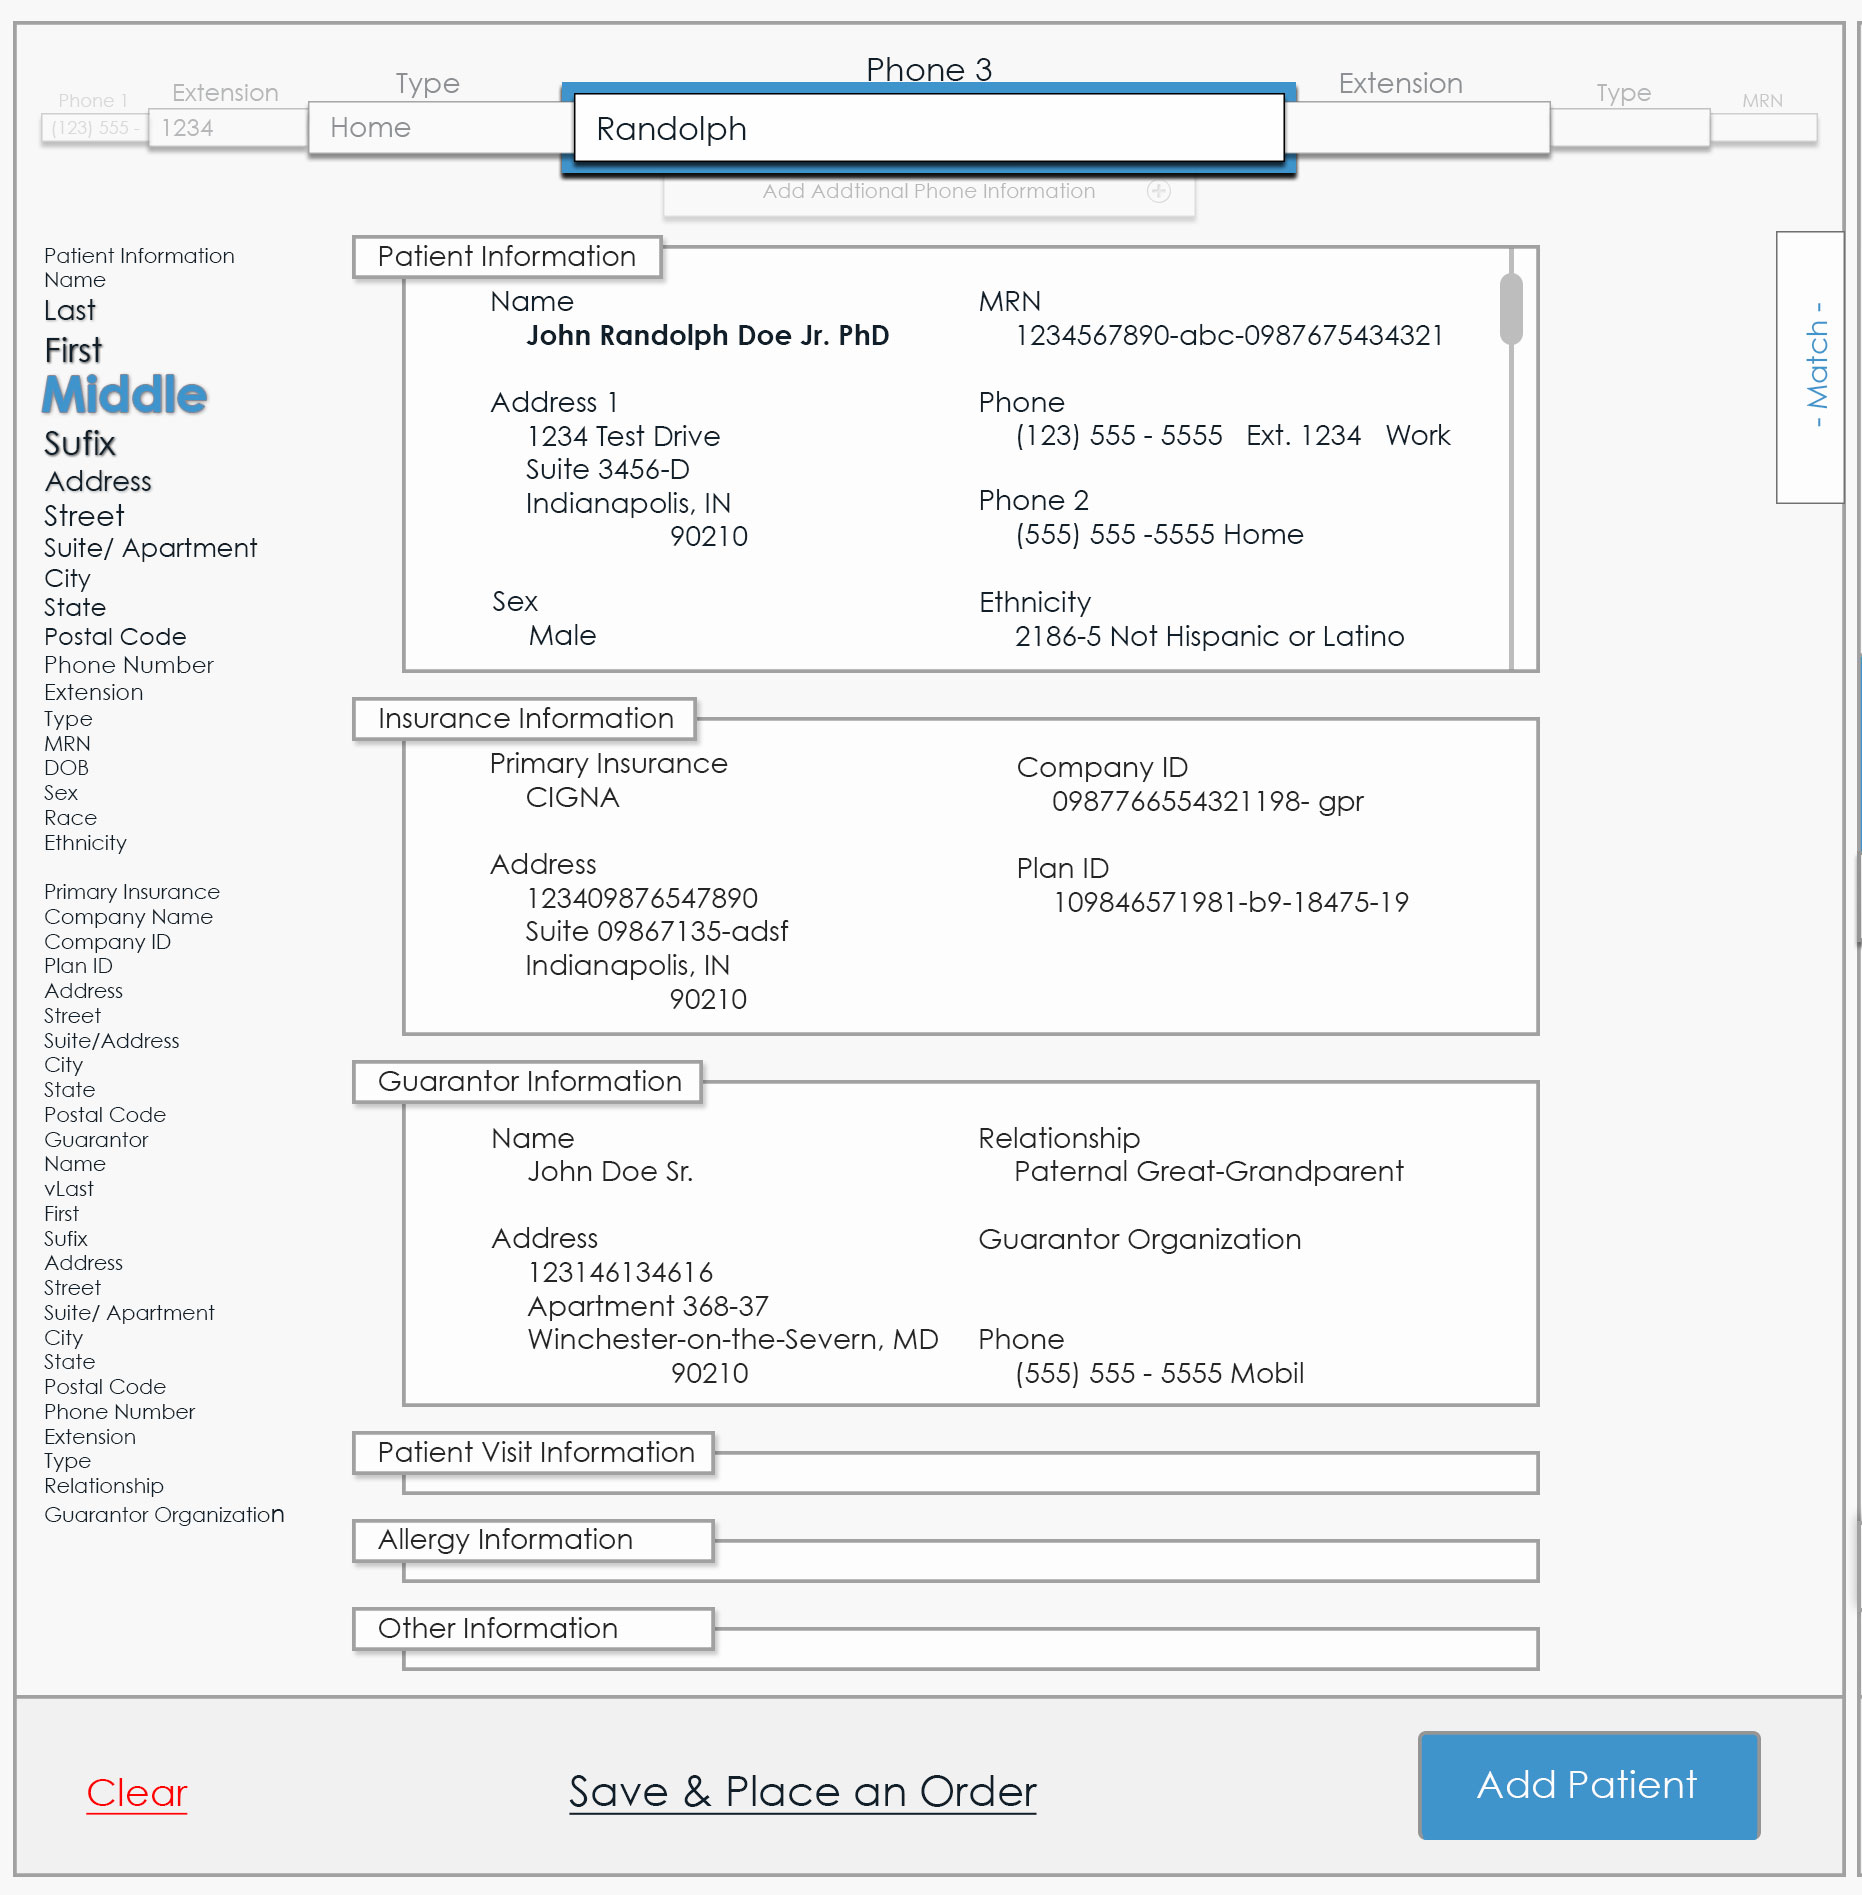 Phone 1
Extension
Type
Phone 3
Extension
Type
MRN
(123) 555 -
1234
Home
Randolph
Add Addtional Phone Information
Patient Information
Name
Last
First
Middle
Sufix
Address
Street
Suite/ Apartment
City
State
Postal Code
Phone Number
Extension
Type
MRN
DOB
Sex
Race
Ethnicity
Primary Insurance
Company Name
Company ID
Plan ID
Address
Street
Suite/Address
City
State
Postal Code
Guarantor
Name
vLast
First
Sufix
Address
Street
Suite/ Apartment
City
State
Postal Code
Phone Number
Extension
Type
Relationship
Guarantor Organization
Patient Information
Name
John Randolph Doe Jr. PhD
Address 1
1234 Test Drive
Suite 3456-D
Indianapolis, IN
90210
Sex
Male
MRN
1234567890-abc-0987675434321
Phone
(123) 555 - 5555 Ext. 1234 Work
Phone 2
(555) 555 -5555 Home
Ethnicity
2186-5 Not Hispanic or Latino
Insurance Information
Primary Insurance
CIGNA
Address
123409876547890
Suite 09867135-adsf
Indianapolis, IN
90210
Company ID
0987766554321198- gpr
Plan ID
109846571981-b9-18475-19
Guarantor Information
Name
John Doe Sr.
Address
123146134616
Apartment 368-37
Winchester-on-the-Severn, MD
90210
Relationship
Paternal Great-Grandparent
Guarantor Organization
Phone
(555) 555 - 5555 Mobil
Patient Visit Information
Allergy Information
Other Information
- Match -
Clear
Save & Place an Order
Add Patient